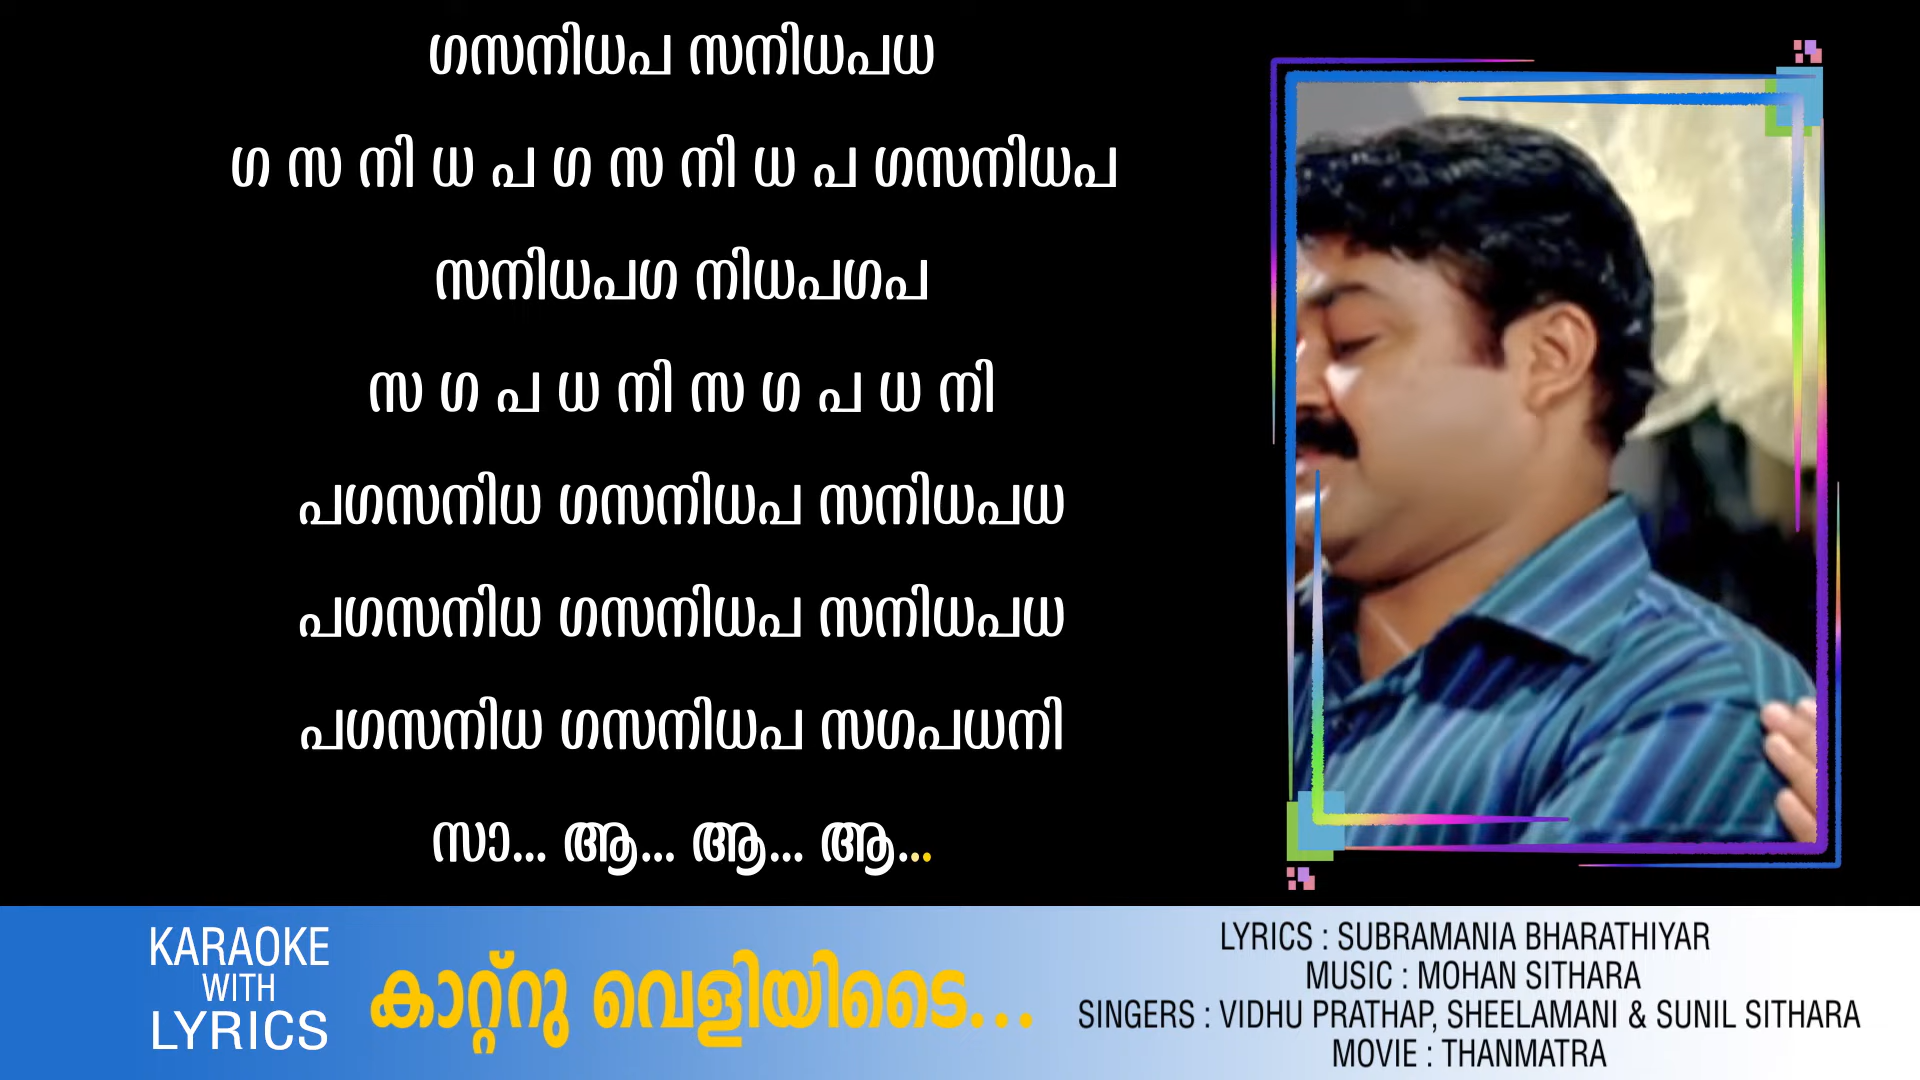 ഗസനിധപ സനിധപധ
ഗ സ നി ധ പ ഗ സ നി ധ പ ഗസനിധപ
സനിധപഗ നിധപഗപ
സ ഗ പ ധ നി സ ഗ പ ധ നി
പഗസനിധ ഗസനിധപ സനിധപധ
പഗസനിധ ഗസനിധപ സനിധപധ
പഗസനിധ ഗസനിധപ സഗപധനി
സാ... ആ... ആ... ആ...
KARAOKE
WITH
LYRICS
കാറ്റ്റു വെളിയിടൈ...
LYRICS : SUBRAMANIA BHARATHIYAR
MUSIC : MOHAN SITHARA
SINGERS : VIDHU PRATHAP, SHEELAMANI & SUNIL SITHARA
MOVIE : THANMATRA